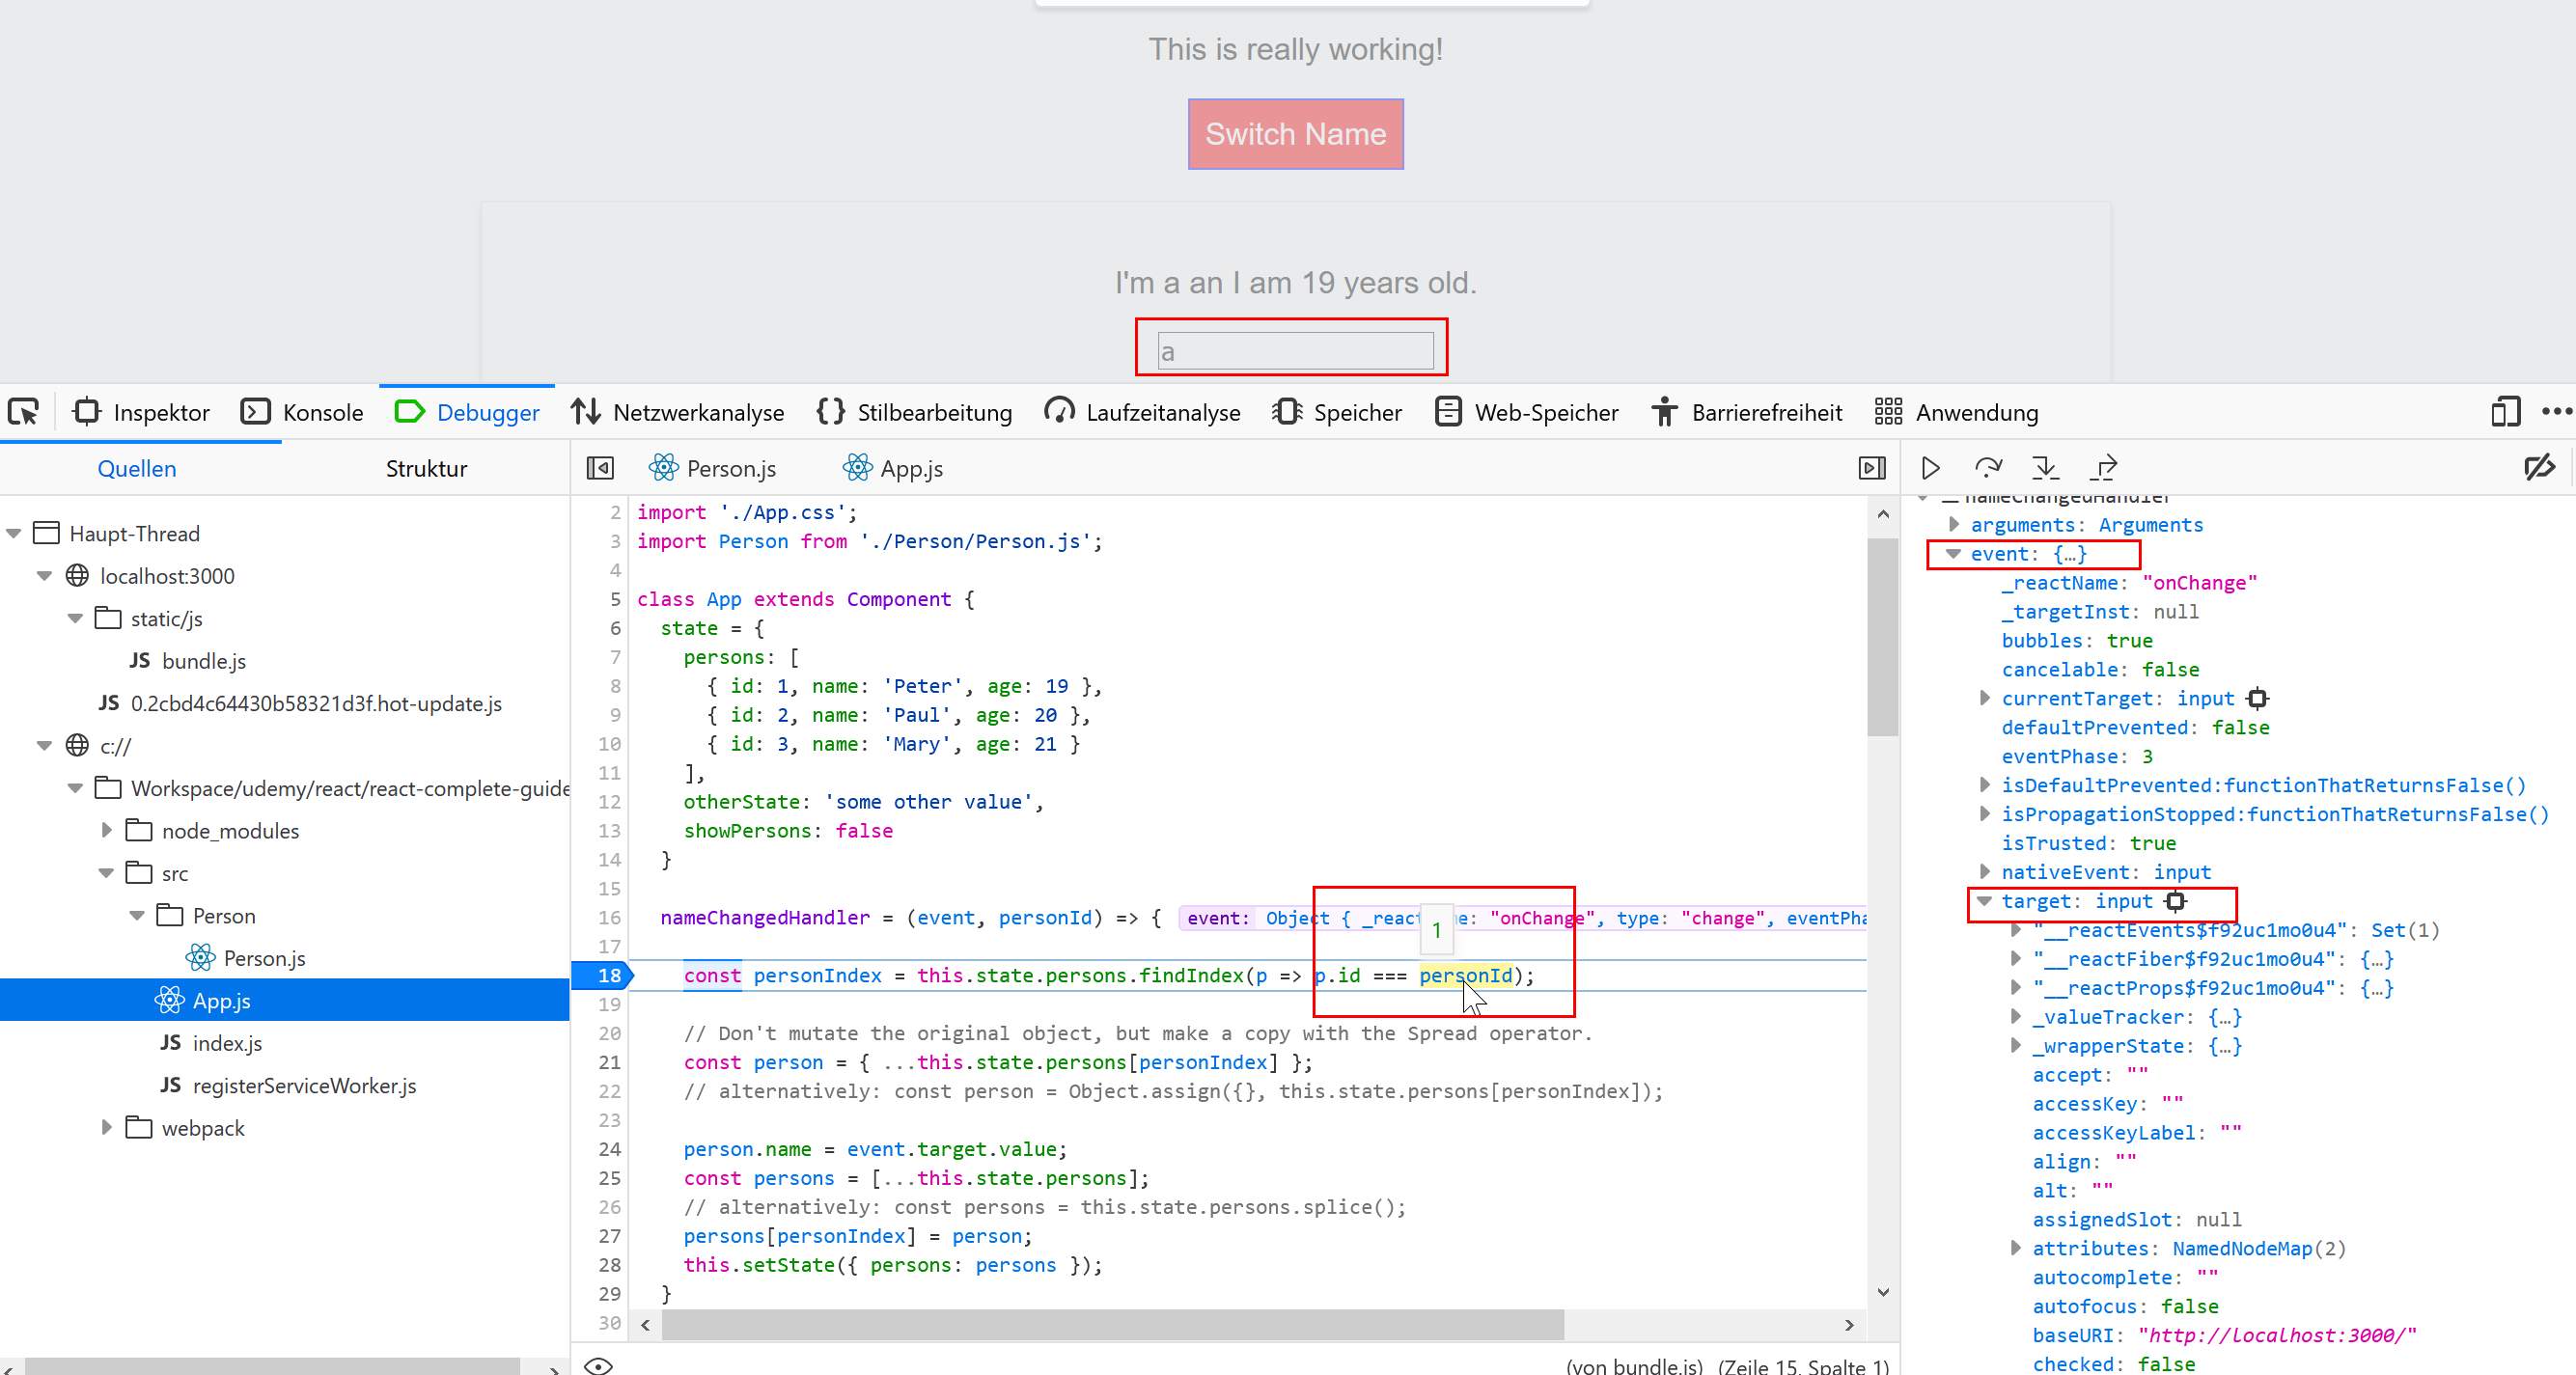 This is really working!
Switch Name
I'm a an I am 19 years old.
a
Inspektor
Konsole
Debugger
Netzwerkanalyse
Stilbearbeitung
Laufzeitanalyse
Speicher
Web-Speicher
Barrierefreiheit
Anwendung
Quellen
Struktur
Haupt-Thread
localhost:3000
static/js
JS bundle.js
JS 0.2cbd4c64430b58321d3f.hot-update.js
c://
Workspace/udemy/react/react-complete-guide
node_modules
src
Person
Person.js
App.js
JS index.js
JS registerServiceWorker.js
webpack
Person.js
App.js
2 import './App.css';
3 import Person from './Person/Person.js';
4
5 class App extends Component {
6 state = {
7 persons: [
8 { id: 1, name: 'Peter', age: 19 },
9 { id: 2, name: 'Paul', age: 20 },
10 { id: 3, name: 'Mary', age: 21 }
11 ],
12 otherState: 'some other value',
13 showPersons: false
14 }
15
16 nameChangedHandler = (event, personId) => { event: Object { _react e: "onChange", type: "change", eventPha
1
17
18 const personIndex = this.state.persons.findIndex(p => p.id === personId);
19
20 // Don't mutate the original object, but make a copy with the Spread operator.
21 const person = { ...this.state.persons[personIndex] };
22 // alternatively: const person = Object.assign({}, this.state.persons[personIndex]);
23
24 person.name = event.target.value;
25 const persons = [...this.state.persons];
26 // alternatively: const persons = this.state.persons.splice();
27 persons[personIndex] = person;
28 this.setState({ persons: persons });
29 }
30
(von bundle.js) (Zeile 15, Spalte 1)
nameChangedHandler
arguments: Arguments
event: {…}
_reactName: "onChange"
_targetInst: null
bubbles: true
cancelable: false
currentTarget: input
defaultPrevented: false
eventPhase: 3
isDefaultPrevented:functionThatReturnsFalse()
isPropagationStopped:functionThatReturnsFalse()
isTrusted: true
nativeEvent: input
target: input
"__reactEvents$f92uc1mo0u4": Set(1)
"__reactFiber$f92uc1mo0u4": {…}
"__reactProps$f92uc1mo0u4": {…}
_valueTracker: {…}
_wrapperState: {…}
accept: ""
accessKey: ""
accessKeyLabel: ""
align: ""
alt: ""
assignedSlot: null
attributes: NamedNodeMap(2)
autocomplete: ""
autofocus: false
baseURI: "http://localhost:3000/"
checked: false